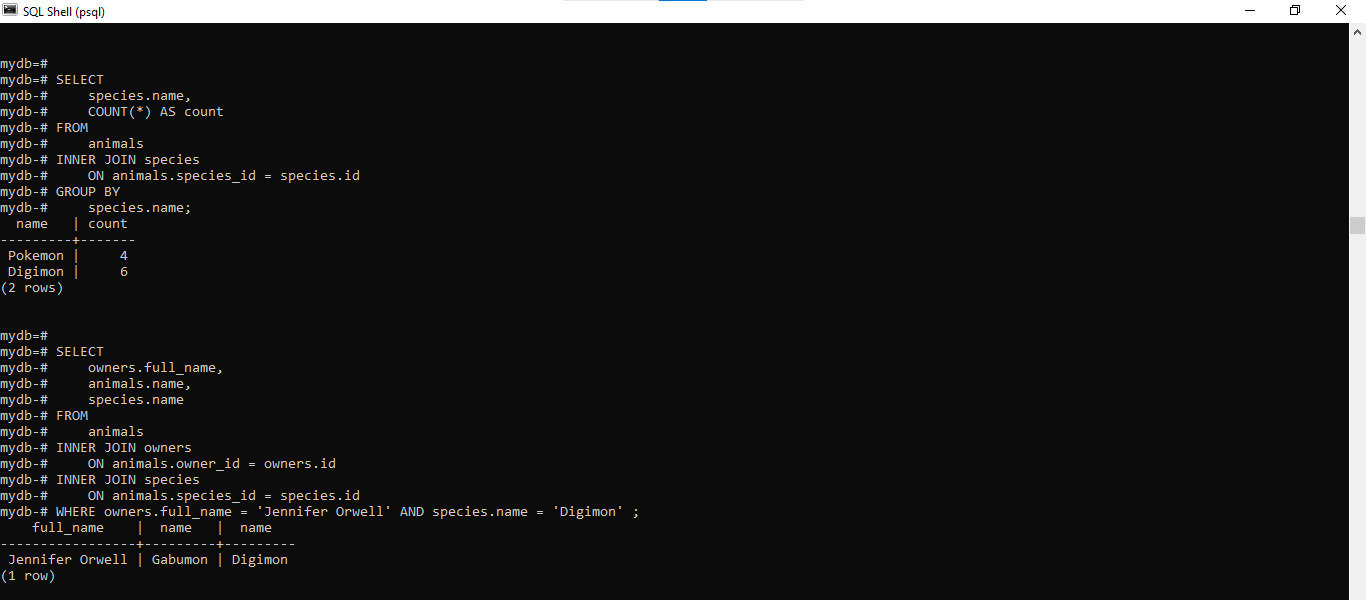 SQL Shell (psql)
mydb=#
mydb=# SELECT
mydb-#     species.name,
mydb-#     COUNT(*) AS count
mydb-# FROM
mydb-#     animals
mydb-# INNER JOIN species
mydb-#     ON animals.species_id = species.id
mydb-# GROUP BY
mydb-#     species.name;
  name   | count
---------+-------
 Pokemon |     4
 Digimon |     6
(2 rows)
mydb=#
mydb=# SELECT
mydb-#     owners.full_name,
mydb-#     animals.name,
mydb-#     species.name
mydb-# FROM
mydb-#     animals
mydb-# INNER JOIN owners
mydb-#     ON animals.owner_id = owners.id
mydb-# INNER JOIN species
mydb-#     ON animals.species_id = species.id
mydb-# WHERE owners.full_name = 'Jennifer Orwell' AND species.name = 'Digimon' ;
    full_name    |  name   |  name
-----------------+---------+---------
 Jennifer Orwell | Gabumon | Digimon
(1 row)